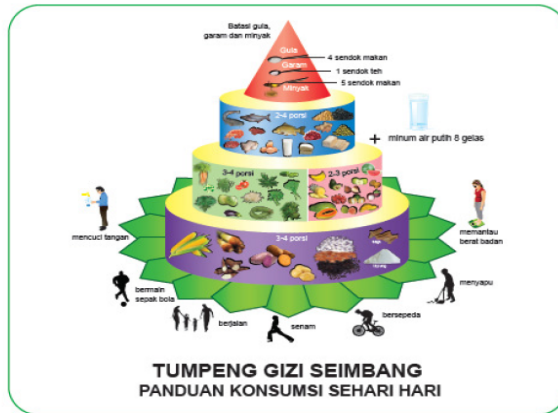 Batasi gula,
garam dan minyak
Gula
4 sendok makan
Garam
1 sendok teh
5 sendok makan
Minyak
2-4 porsi
+ minum air putih 8 gelas
3-4 porsi
2-3 porsi
mencuci tangan
memantau
berat badan
3-4 porsi
bermain
sepak bola
berjalan
senam
bersepeda
menyapu
TUMPENG GIZI SEIMBANG
PANDUAN KONSUMSI SEHARI HARI